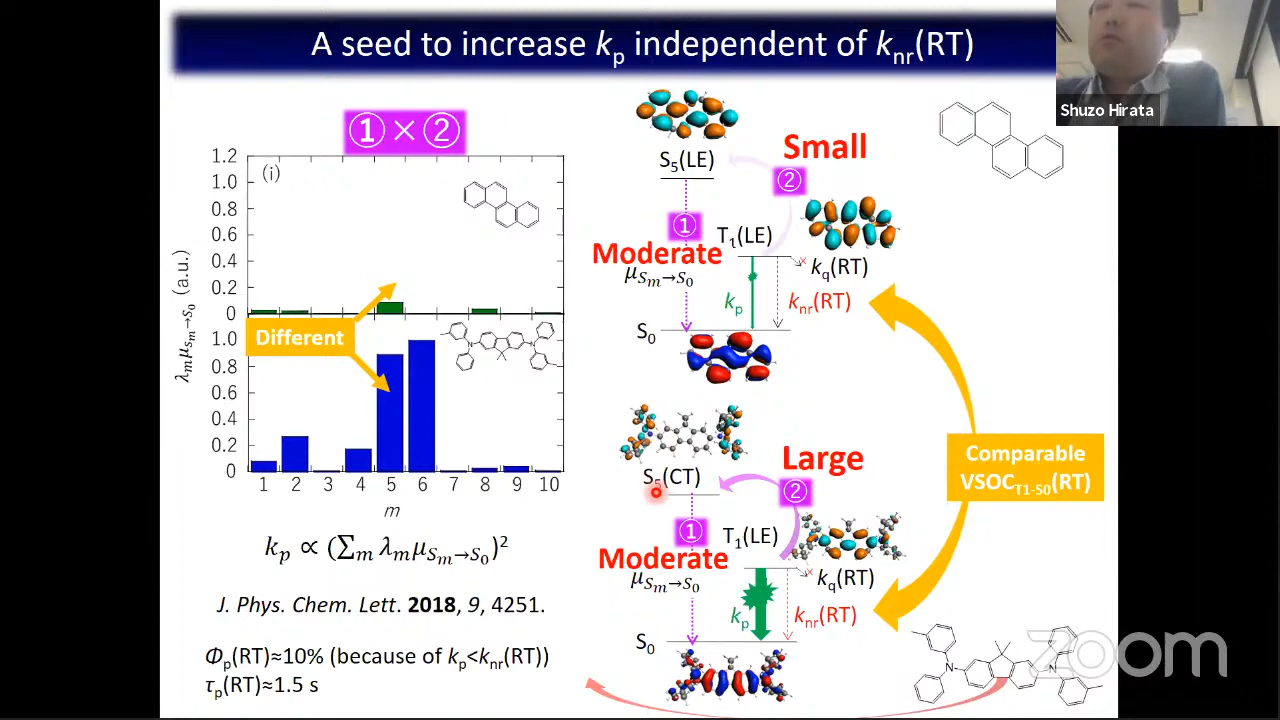 A seed to increase kp independent of knr(RT)
Shuzo Hirata
① × ②
(i)
1.2
1.0
0.8
0.6
0.4
0.2
0
1.0
0.8
0.6
0.4
0.2
0
λmμSm→S0 (a.u.)
Different
1 2 3 4 5 6 7 8 9 10
m
kp ∝ (∑m λmμSm→S0)2
J. Phys. Chem. Lett. 2018, 9, 4251.
Φp(RT)≈10% (because of kp<knr(RT))
τp(RT)≈1.5 s
S5(LE)
Small
②
①
T1(LE)
Moderate
μSm→S0
kq(RT)
kp
knr(RT)
S0
S5(CT)
Large
②
①
T1(LE)
Moderate
μSm→S0
kq(RT)
kp
knr(RT)
S0
Comparable
VSOCT1-S0(RT)
N
N
zoom